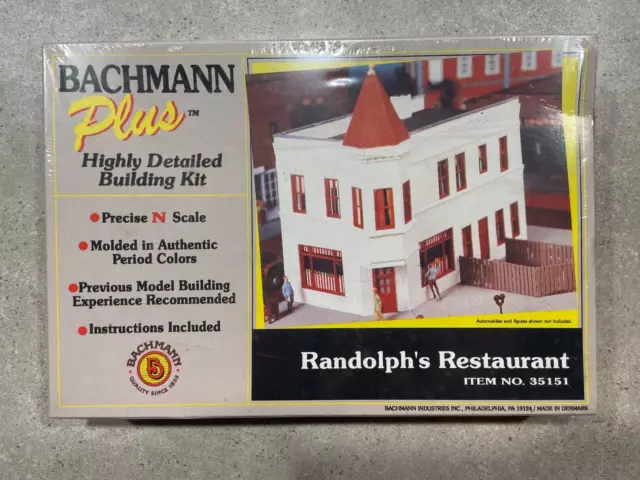 BACHMANN
Plus™
Highly Detailed
Building Kit
Precise N Scale
Molded in Authentic
Period Colors
Previous Model Building
Experience Recommended
Instructions Included
BACHMANN
QUALITY SINCE 1833
Automobiles and figures shown not included.
Randolph's Restaurant
ITEM NO. 35151
BACHMANN INDUSTRIES INC., PHILADELPHIA, PA 19124 / MADE IN DENMARK